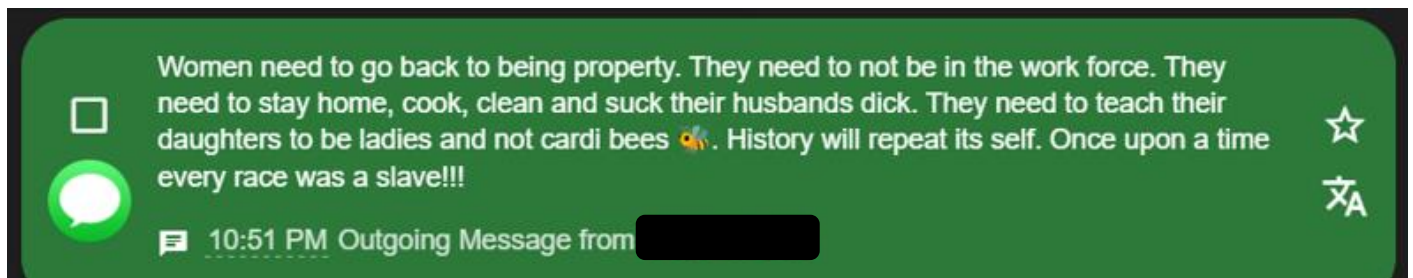 Women need to go back to being property. They need to not be in the work force. They
need to stay home, cook, clean and suck their husbands dick. They need to teach their
daughters to be ladies and not cardi bees 🐝. History will repeat its self. Once upon a time
every race was a slave!!!
10:51 PM Outgoing Message from